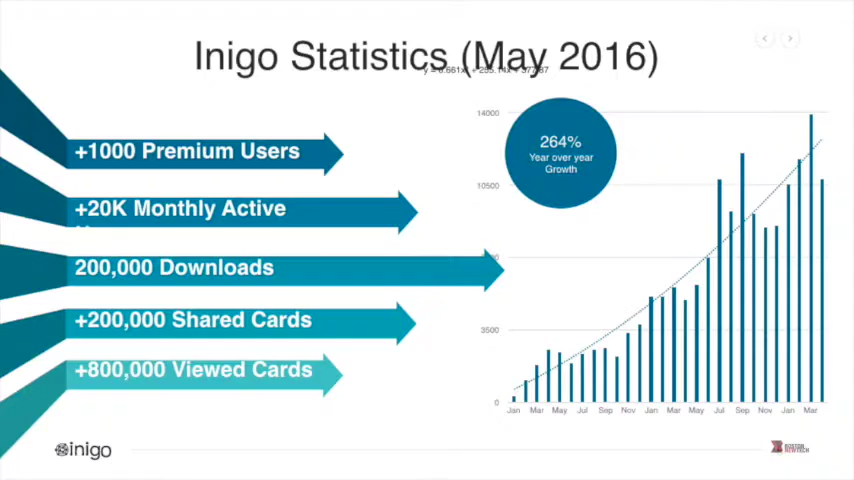 Inigo Statistics (May 2016)
+1000 Premium Users
+20K Monthly Active
200,000 Downloads
+200,000 Shared Cards
+800,000 Viewed Cards
264%
Year over year
Growth
14000
10500
3500
0
Jan Mar May Jul Sep Nov Jan Mar May Jul Sep Nov Jan Mar
inigo
BOSTON
NEWTECH